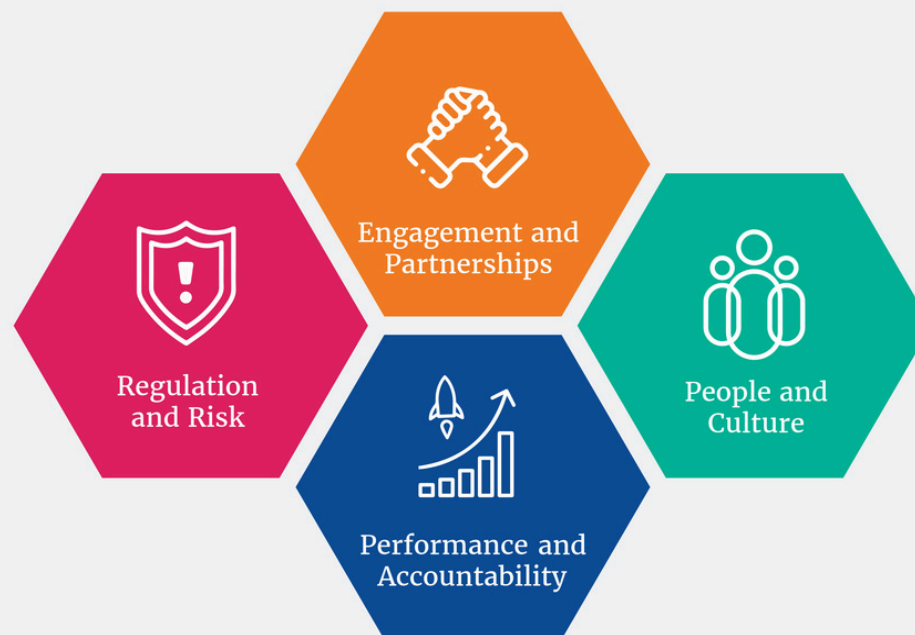 Engagement and
Partnerships
Regulation
and Risk
People and
Culture
Performance and
Accountability